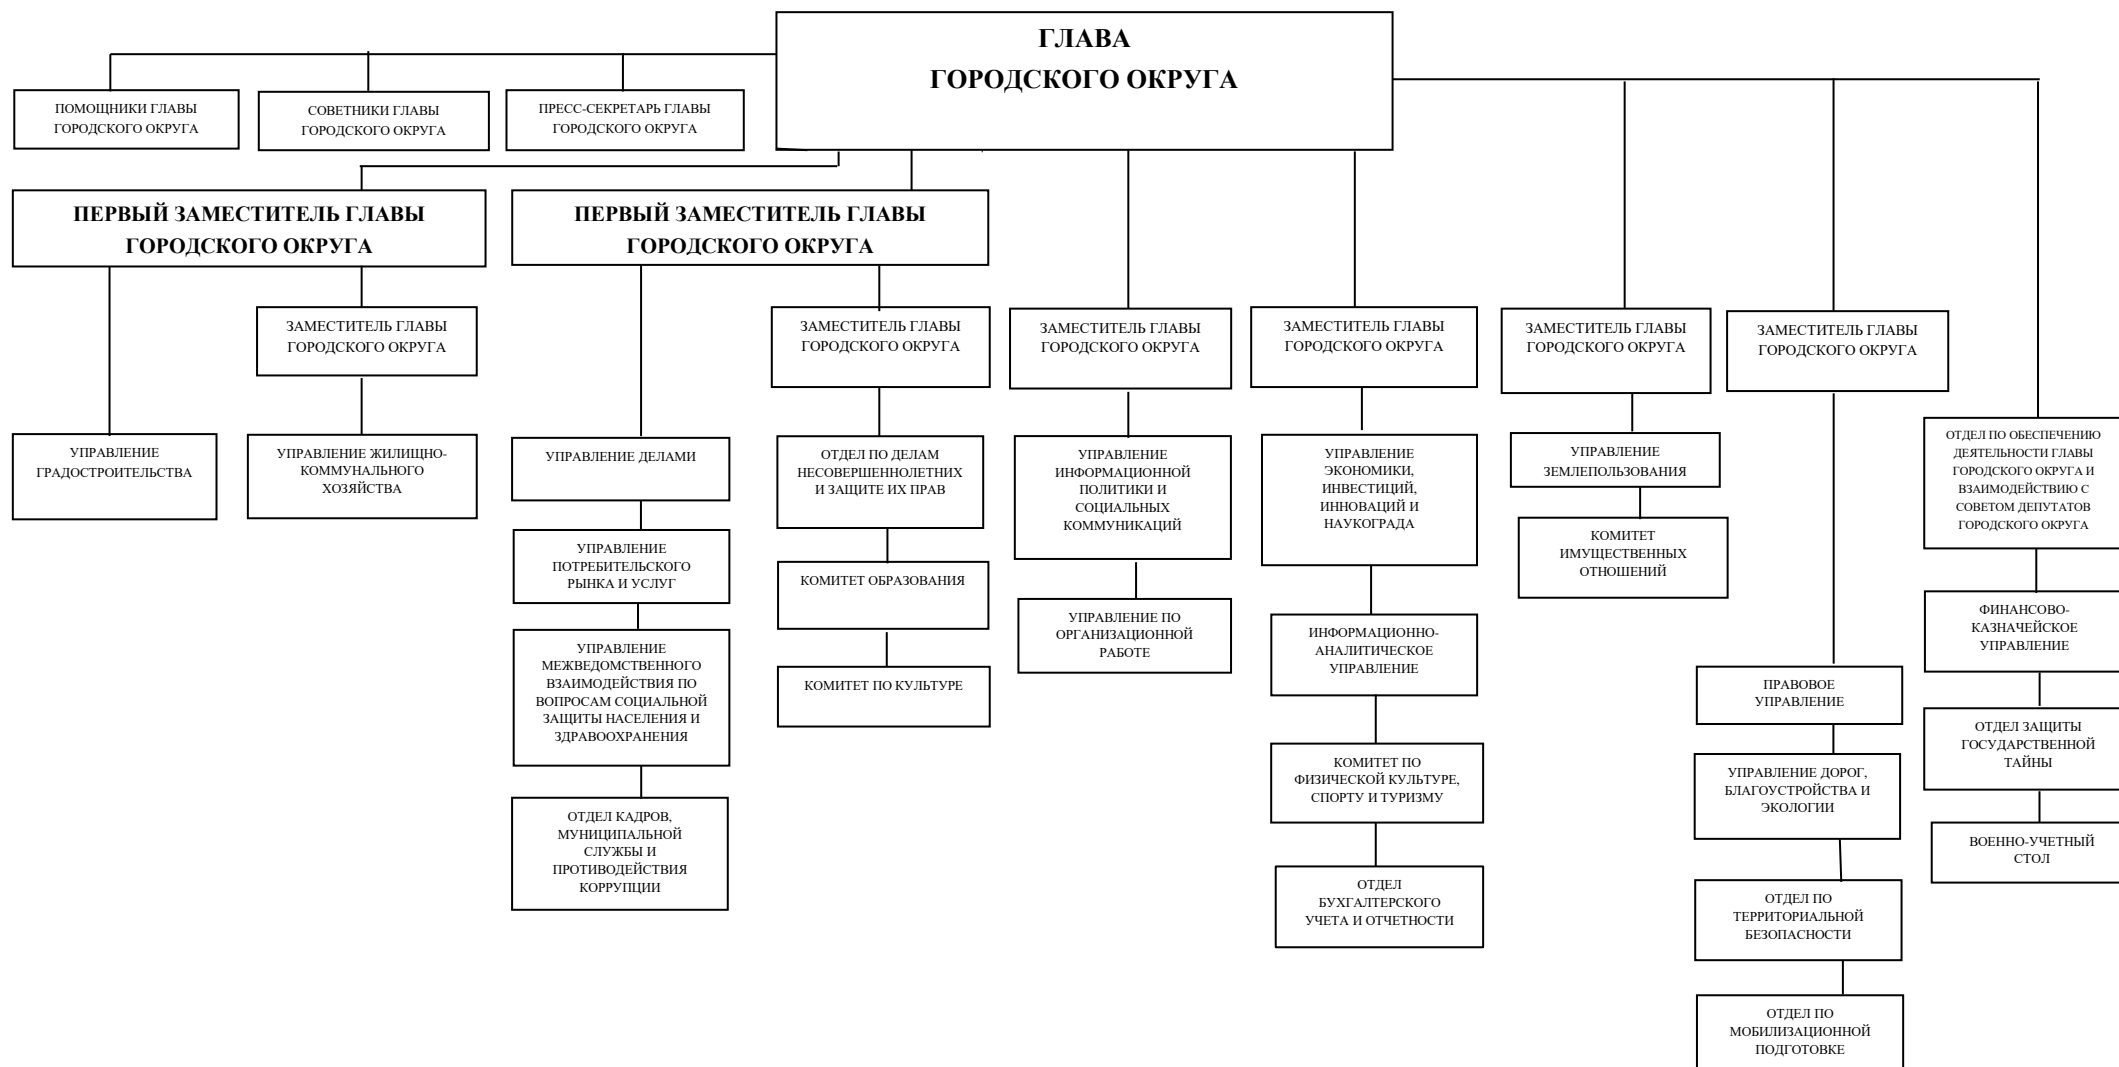 ГЛАВА
ГОРОДСКОГО ОКРУГА
ПОМОЩНИКИ ГЛАВЫ
ГОРОДСКОГО ОКРУГА
СОВЕТНИКИ ГЛАВЫ
ГОРОДСКОГО ОКРУГА
ПРЕСС-СЕКРЕТАРЬ ГЛАВЫ
ГОРОДСКОГО ОКРУГА
ПЕРВЫЙ ЗАМЕСТИТЕЛЬ ГЛАВЫ
ГОРОДСКОГО ОКРУГА
ПЕРВЫЙ ЗАМЕСТИТЕЛЬ ГЛАВЫ
ГОРОДСКОГО ОКРУГА
ЗАМЕСТИТЕЛЬ ГЛАВЫ
ГОРОДСКОГО ОКРУГА
ЗАМЕСТИТЕЛЬ ГЛАВЫ
ГОРОДСКОГО ОКРУГА
ЗАМЕСТИТЕЛЬ ГЛАВЫ
ГОРОДСКОГО ОКРУГА
ЗАМЕСТИТЕЛЬ ГЛАВЫ
ГОРОДСКОГО ОКРУГА
ЗАМЕСТИТЕЛЬ ГЛАВЫ
ГОРОДСКОГО ОКРУГА
ЗАМЕСТИТЕЛЬ ГЛАВЫ
ГОРОДСКОГО ОКРУГА
УПРАВЛЕНИЕ
ГРАДОСТРОИТЕЛЬСТВА
УПРАВЛЕНИЕ ЖИЛИЩНО-
КОММУНАЛЬНОГО
ХОЗЯЙСТВА
УПРАВЛЕНИЕ ДЕЛАМИ
УПРАВЛЕНИЕ
ПОТРЕБИТЕЛЬСКОГО
РЫНКА И УСЛУГ
УПРАВЛЕНИЕ
МЕЖВЕДОМСТВЕННОГО
ВЗАИМОДЕЙСТВИЯ ПО
ВОПРОСАМ СОЦИАЛЬНОЙ
ЗАЩИТЫ НАСЕЛЕНИЯ И
ЗДРАВООХРАНЕНИЯ
ОТДЕЛ КАДРОВ,
МУНИЦИПАЛЬНОЙ
СЛУЖБЫ И
ПРОТИВОДЕЙСТВИЯ
КОРРУПЦИИ
ОТДЕЛ ПО ДЕЛАМ
НЕСОВЕРШЕННОЛЕТНИХ
И ЗАЩИТЕ ИХ ПРАВ
КОМИТЕТ ОБРАЗОВАНИЯ
КОМИТЕТ ПО КУЛЬТУРЕ
УПРАВЛЕНИЕ
ИНФОРМАЦИОННОЙ
ПОЛИТИКИ И
СОЦИАЛЬНЫХ
КОММУНИКАЦИЙ
УПРАВЛЕНИЕ ПО
ОРГАНИЗАЦИОННОЙ
РАБОТЕ
УПРАВЛЕНИЕ
ЭКОНОМИКИ,
ИНВЕСТИЦИЙ,
ИННОВАЦИЙ И
НАУКОГРАДА
ИНФОРМАЦИОННО-
АНАЛИТИЧЕСКОЕ
УПРАВЛЕНИЕ
КОМИТЕТ ПО
ФИЗИЧЕСКОЙ КУЛЬТУРЕ,
СПОРТУ И ТУРИЗМУ
ОТДЕЛ
БУХГАЛТЕРСКОГО
УЧЕТА И ОТЧЕТНОСТИ
УПРАВЛЕНИЕ
ЗЕМЛЕПОЛЬЗОВАНИЯ
КОМИТЕТ
ИМУЩЕСТВЕННЫХ
ОТНОШЕНИЙ
ПРАВОВОЕ
УПРАВЛЕНИЕ
УПРАВЛЕНИЕ ДОРОГ,
БЛАГОУСТРОЙСТВА И
ЭКОЛОГИИ
ОТДЕЛ ПО
ТЕРРИТОРИАЛЬНОЙ
БЕЗОПАСНОСТИ
ОТДЕЛ ПО
МОБИЛИЗАЦИОННОЙ
ПОДГОТОВКЕ
ОТДЕЛ ПО ОБЕСПЕЧЕНИЮ
ДЕЯТЕЛЬНОСТИ ГЛАВЫ
ГОРОДСКОГО ОКРУГА И
ВЗАИМОДЕЙСТВИЮ С
СОВЕТОМ ДЕПУТАТОВ
ГОРОДСКОГО ОКРУГА
ФИНАНСОВО-
КАЗНАЧЕЙСКОЕ
УПРАВЛЕНИЕ
ОТДЕЛ ЗАЩИТЫ
ГОСУДАРСТВЕННОЙ
ТАЙНЫ
ВОЕННО-УЧЕТНЫЙ
СТОЛ